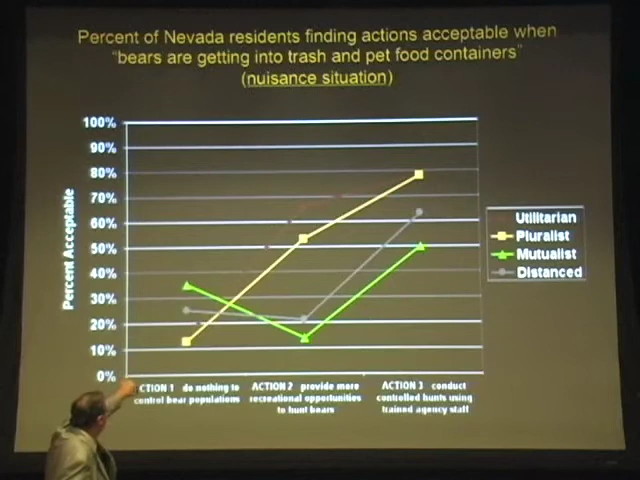 Percent of Nevada residents finding actions acceptable when
"bears are getting into trash and pet food containers"
(nuisance situation)
100%
90%
80%
70%
60%
50%
40%
30%
20%
10%
0%
Percent Acceptable
Utilitarian
Pluralist
Mutualist
Distanced
CTION 1 do nothing to
control bear populations
ACTION 2 provide more
recreational opportunities
to hunt bears
ACTION 3 conduct
controlled hunts using
trained agency staff